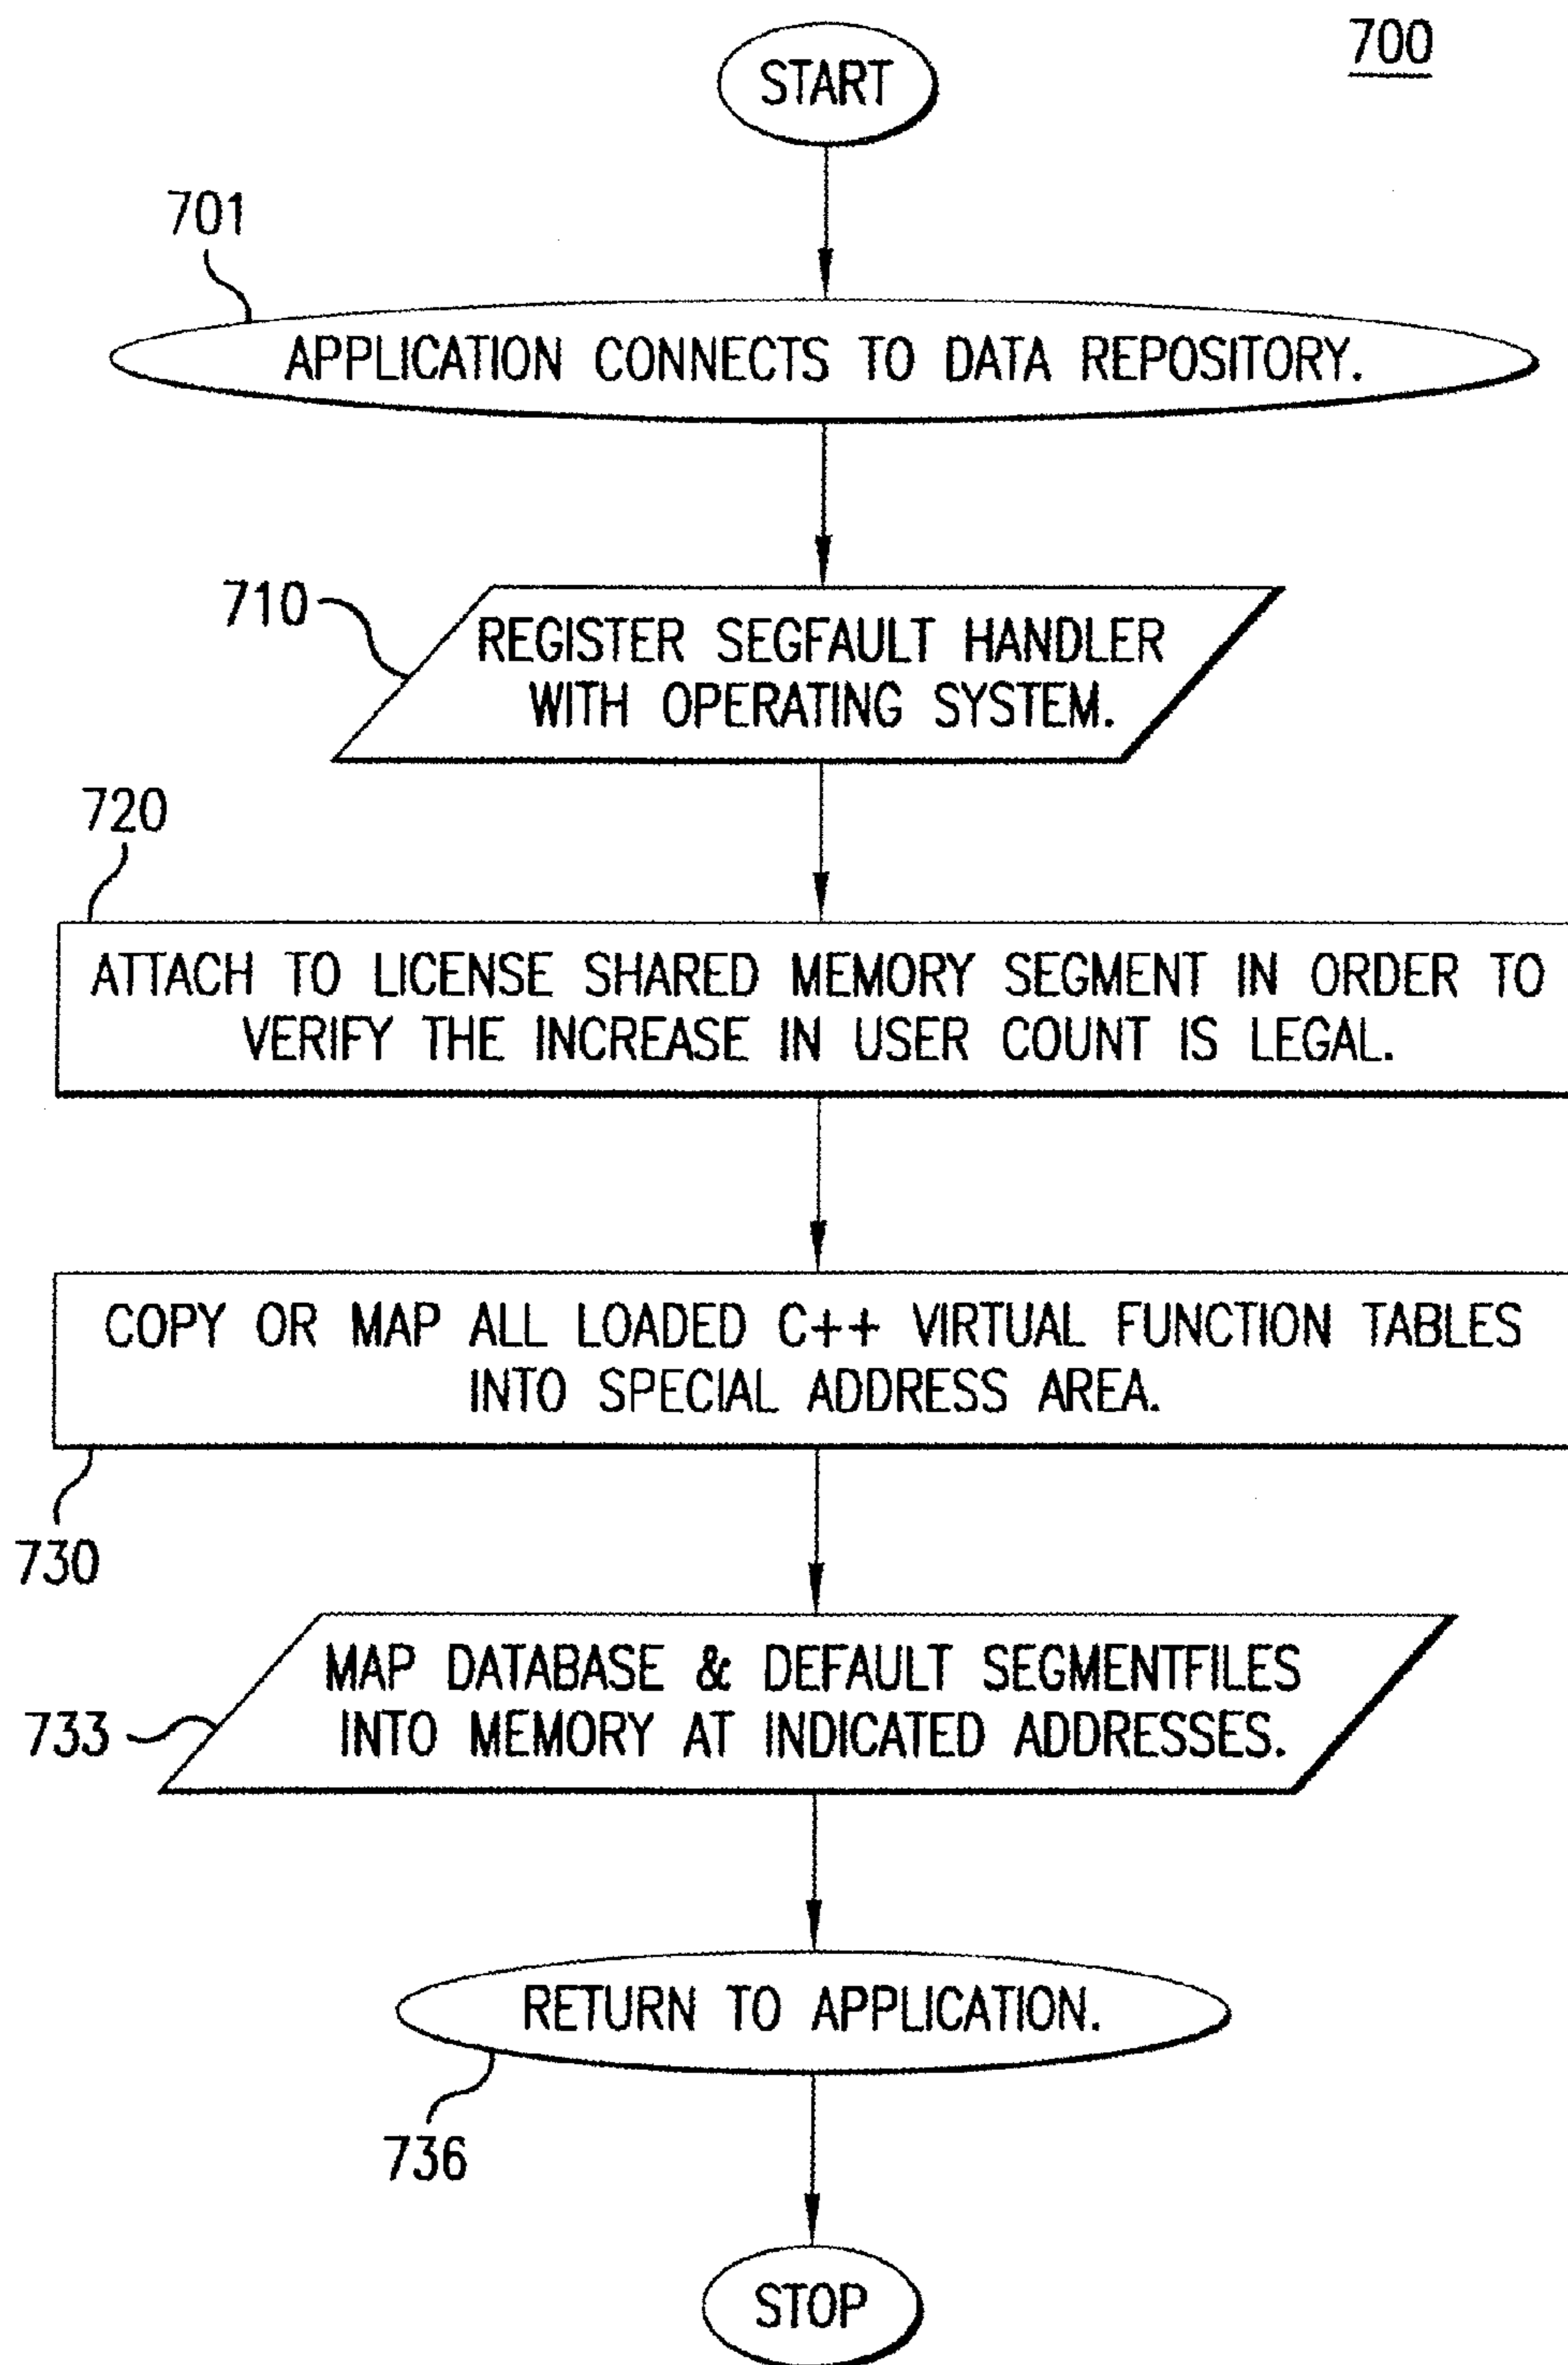 700
START
701
APPLICATION CONNECTS TO DATA REPOSITORY.
710
REGISTER SEGFAULT HANDLER
WITH OPERATING SYSTEM.
720
ATTACH TO LICENSE SHARED MEMORY SEGMENT IN ORDER TO
VERIFY THE INCREASE IN USER COUNT IS LEGAL.
COPY OR MAP ALL LOADED C++ VIRTUAL FUNCTION TABLES
INTO SPECIAL ADDRESS AREA.
730
MAP DATABASE & DEFAULT SEGMENTFILES
INTO MEMORY AT INDICATED ADDRESSES.
733
RETURN TO APPLICATION.
736
STOP